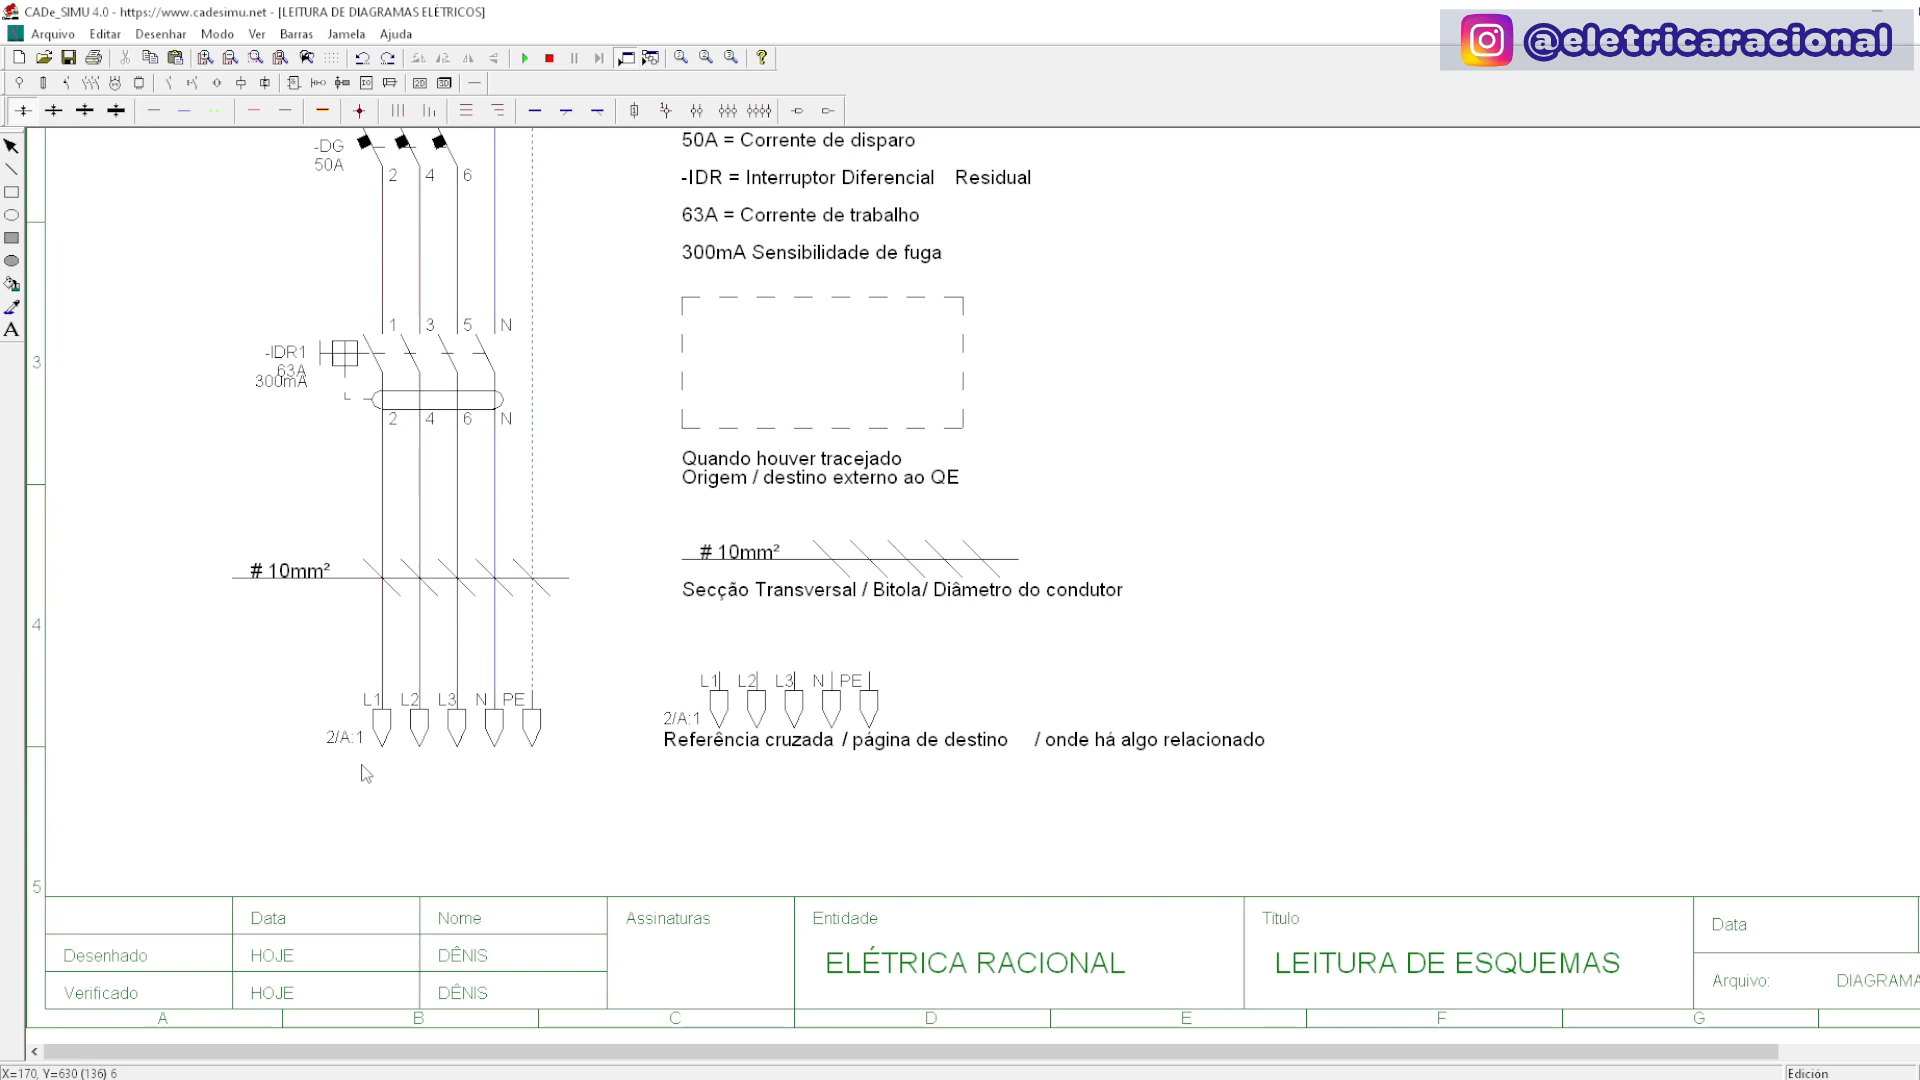 CADe_SIMU 4.0 - https://www.cadesimu.net - [LEITURA DE DIAGRAMAS ELÉTRICOS]
Arquivo Editar Desenhar Modo Ver Barras Jamela Ajuda
@eletricaracional
-DG
50A
2 4 6
50A = Corrente de disparo
-IDR = Interruptor Diferencial Residual
63A = Corrente de trabalho
300mA Sensibilidade de fuga
3
1 3 5 N
-IDR1
63A
300mA
2 4 6 N
Quando houver tracejado
Origem / destino externo ao QE
# 10mm²
# 10mm²
Secção Transversal / Bitola/ Diâmetro do condutor
4
L1 L2 L3 N PE
2/A:1
L1 L2 L3 N PE
2/A:1
Referência cruzada / página de destino / onde há algo relacionado
5
Data Nome Assinaturas Entidade Título Data
Desenhado HOJE DÊNIS ELÉTRICA RACIONAL LEITURA DE ESQUEMAS
Verificado HOJE DÊNIS Arquivo: DIAGRAMA
A B C D E F G
X=170, Y=630 (136) 6
Edición